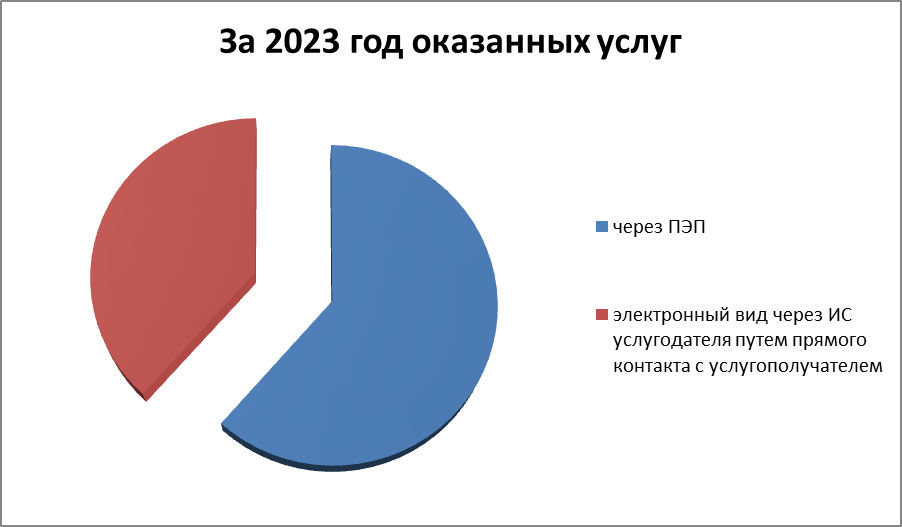 За 2023 год оказанных услуг
через ПЭП
электронный вид через ИС
услугодателя путем прямого
контакта с услугополучателем